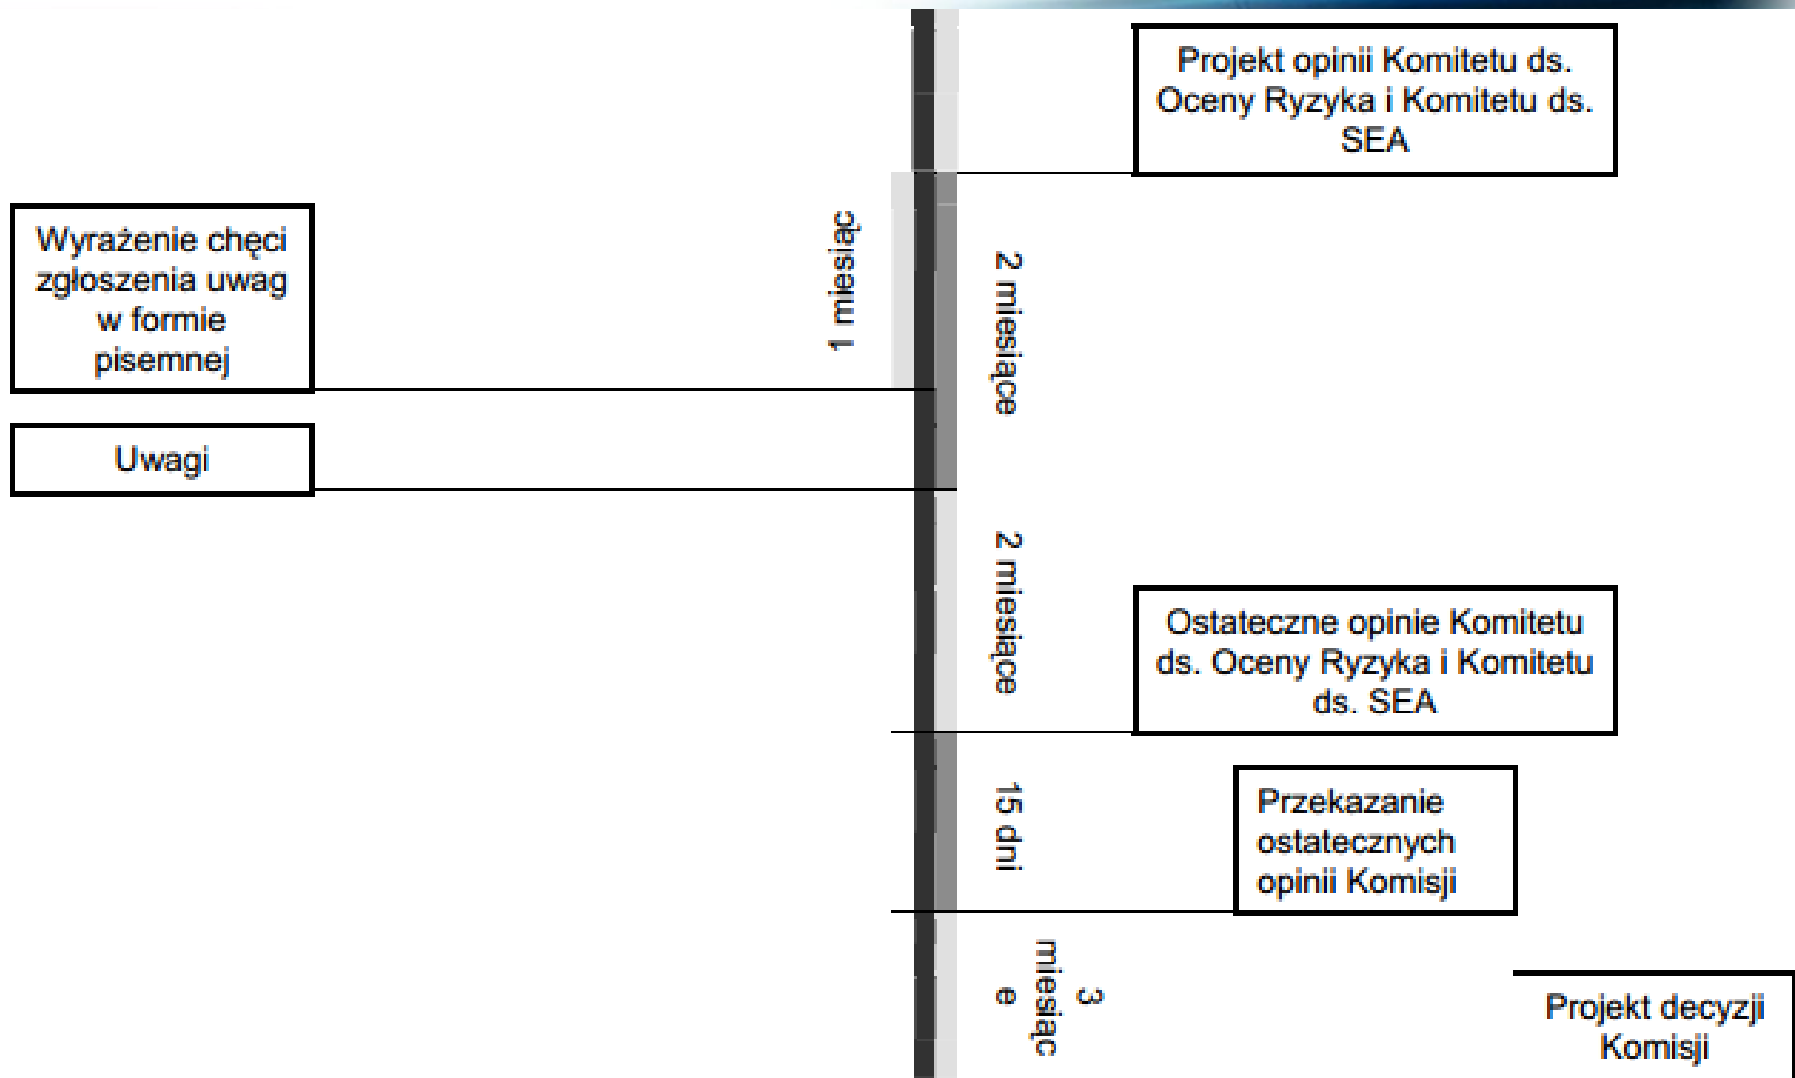 Projekt opinii Komitetu ds.
Oceny Ryzyka i Komitetu ds.
SEA
Wyrażenie chęci
zgłoszenia uwag
w formie
pisemnej
1 miesiąc
2 miesiące
Uwagi
2 miesiące
Ostateczne opinie Komitetu
ds. Oceny Ryzyka i Komitetu
ds. SEA
15 dni
Przekazanie
ostatecznych
opinii Komisji
3
miesiąc
e
Projekt decyzji
Komisji